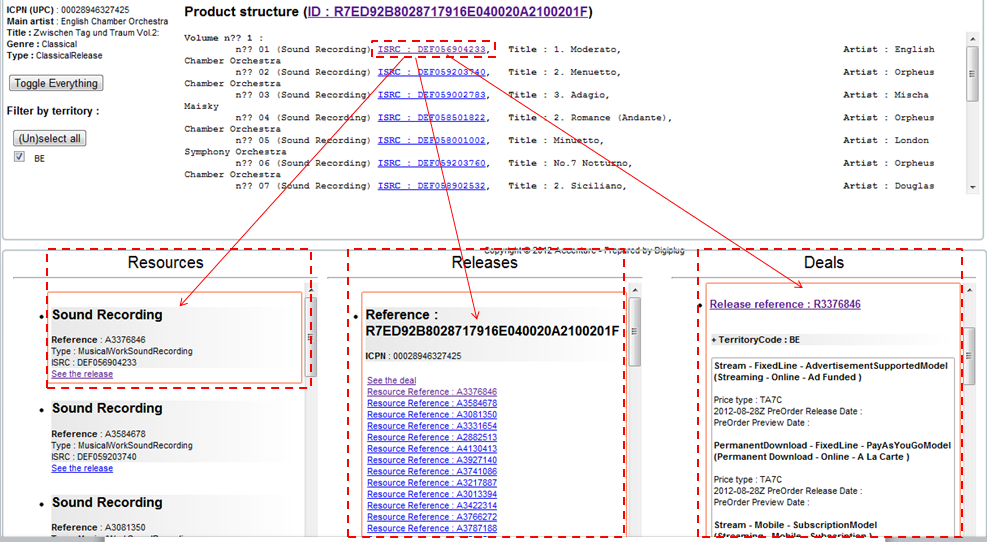 ICPN (UPC) : 00028946327425
Main artist : English Chamber Orchestra
Title : Zwischen Tag und Traum Vol.2:
Genre : Classical
Type : ClassicalRelease
Toggle Everything
Filter by territory :
(Un)select all
BE
Product structure (ID : R7ED92B8028717916E040020A2100201F)
Volume n?? 1 :
n?? 01 (Sound Recording) ISRC : DEF056904233, Title : 1. Moderato, Artist : English
Chamber Orchestra
n?? 02 (Sound Recording) ISRC : DEF059203740, Title : 2. Menuetto, Artist : Orpheus
Chamber Orchestra
n?? 03 (Sound Recording) ISRC : DEF059002783, Title : 3. Adagio, Artist : Mischa
Maisky
n?? 04 (Sound Recording) ISRC : DEF058501822, Title : 2. Romance (Andante), Artist : Orpheus
Chamber Orchestra
n?? 05 (Sound Recording) ISRC : DEF058001002, Title : Minuetto, Artist : London
Symphony Orchestra
n?? 06 (Sound Recording) ISRC : DEF059203760, Title : No.7 Notturno, Artist : Orpheus
Chamber Orchestra
n?? 07 (Sound Recording) ISRC : DEF058902532, Title : 2. Siciliano, Artist : Douglas
Copyright © 2012 Accenture - Prepared by Digiplug
Resources
Sound Recording
Reference : A3376846
Type : MusicalWorkSoundRecording
ISRC : DEF056904233
See the release
Sound Recording
Reference : A3584678
Type : MusicalWorkSoundRecording
ISRC : DEF059203740
See the release
Sound Recording
Reference : A3081350
Type : MusicalWorkSoundRecording
Releases
Reference :
R7ED92B8028717916E040020A2100201F
ICPN : 00028946327425
See the deal
Resource Reference : A3376846
Resource Reference : A3584678
Resource Reference : A3081350
Resource Reference : A3331654
Resource Reference : A2882513
Resource Reference : A4130413
Resource Reference : A3927140
Resource Reference : A3741086
Resource Reference : A3217887
Resource Reference : A3013394
Resource Reference : A3422314
Resource Reference : A3766272
Resource Reference : A3787188
Deals
Release reference : R3376846
+ TerritoryCode : BE
Stream - FixedLine - AdvertisementSupportedModel
(Streaming - Online - Ad Funded )
Price type : TA7C
2012-08-28Z PreOrder Release Date :
PreOrder Preview Date :
PermanentDownload - FixedLine - PayAsYouGoModel
(Permanent Download - Online - A La Carte )
Price type : TA7C
2012-08-28Z PreOrder Release Date :
PreOrder Preview Date :
Stream - Mobile - SubscriptionModel
(Streaming - Mobile - Subscription )